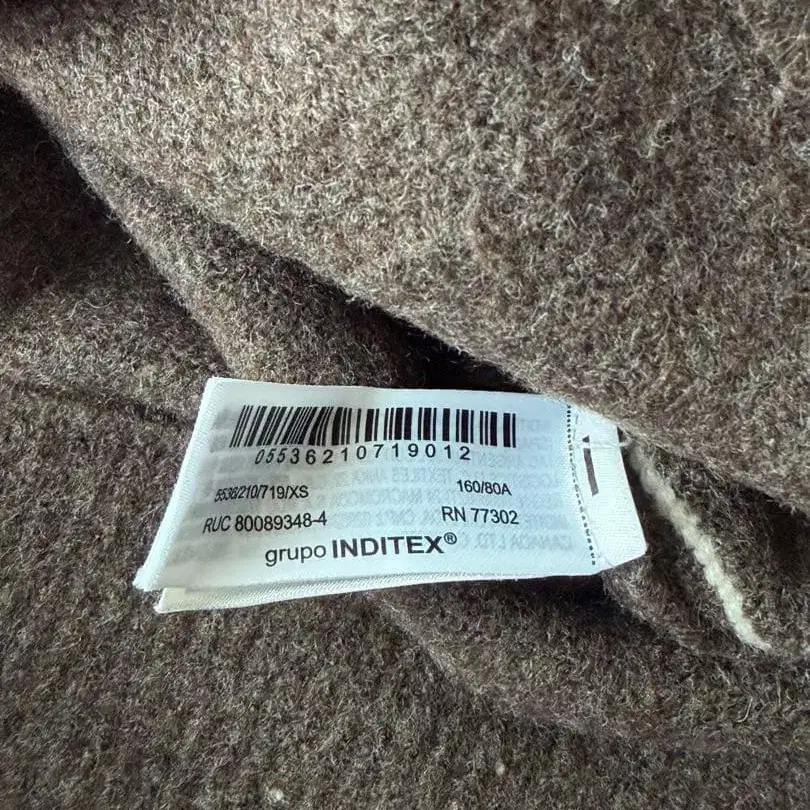 05536210719012
5536/210/719/XS
160/80A
RUC 80089348-4
RN 77302
grupo INDITEX®